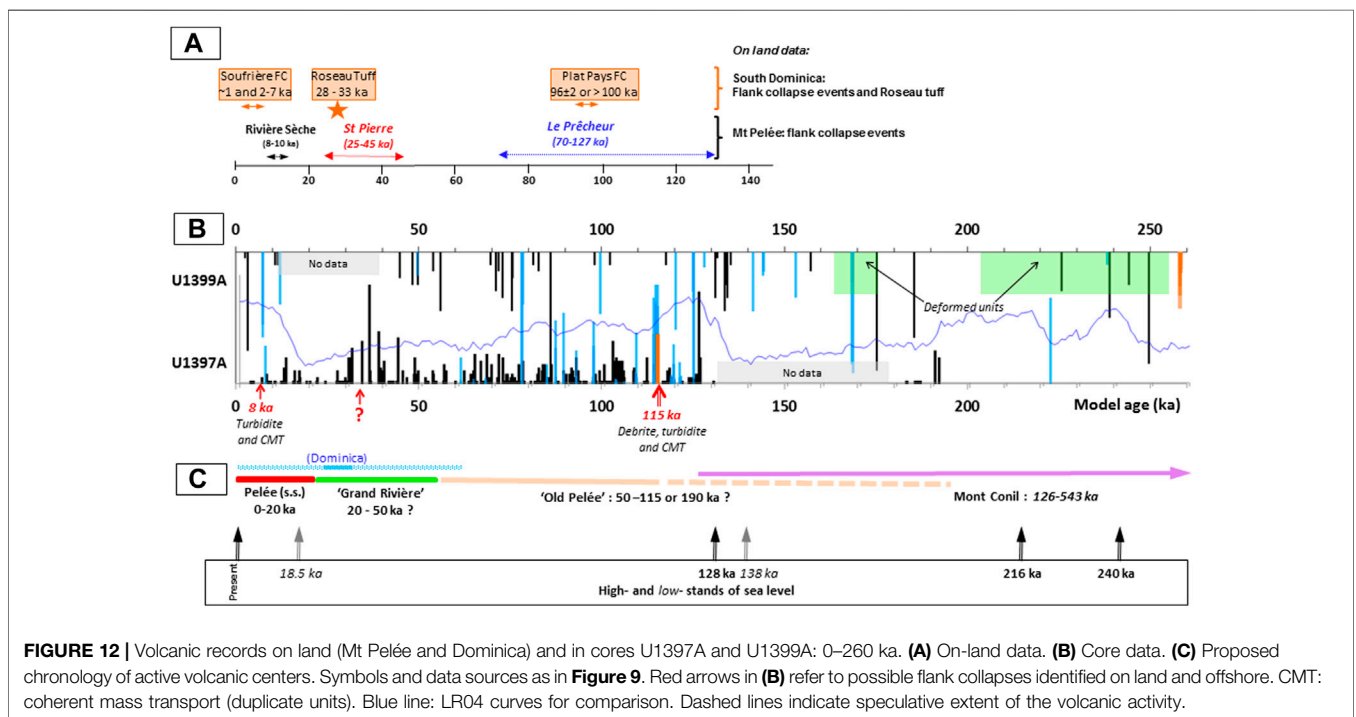 A
On land data:
Soufrière FC
~1 and 2-7 ka
Roseau Tuff
28 - 33 ka
Plat Pays FC
96±2 or > 100 ka
South Dominica:
Flank collapse events and Roseau tuff
Rivière Sèche
(8-10 ka)
St Pierre
(25-45 ka)
Le Prêcheur
(70-127 ka)
Mt Pelée: flank collapse events
0 20 40 60 80 100 120 140
B
0 50 100 150 200 250
No data
U1399A
Deformed units
U1397A
No data
0 50 100 150 200 Model age (ka)
8 ka
Turbidite
and CMT
?
115 ka
Debrite, turbidite
and CMT
C
(Dominica)
Pelée (s.s.)
0-20 ka
'Grand Rivière'
20 - 50 ka ?
'Old Pelée' : 50 –115 or 190 ka ?
Mont Conil : 126-543 ka
Present
18.5 ka
128 ka
138 ka
216 ka
240 ka
High- and low- stands of sea level
FIGURE 12 | Volcanic records on land (Mt Pelée and Dominica) and in cores U1397A and U1399A: 0–260 ka. (A) On-land data. (B) Core data. (C) Proposed
chronology of active volcanic centers. Symbols and data sources as in Figure 9. Red arrows in (B) refer to possible flank collapses identified on land and offshore. CMT:
coherent mass transport (duplicate units). Blue line: LR04 curves for comparison. Dashed lines indicate speculative extent of the volcanic activity.